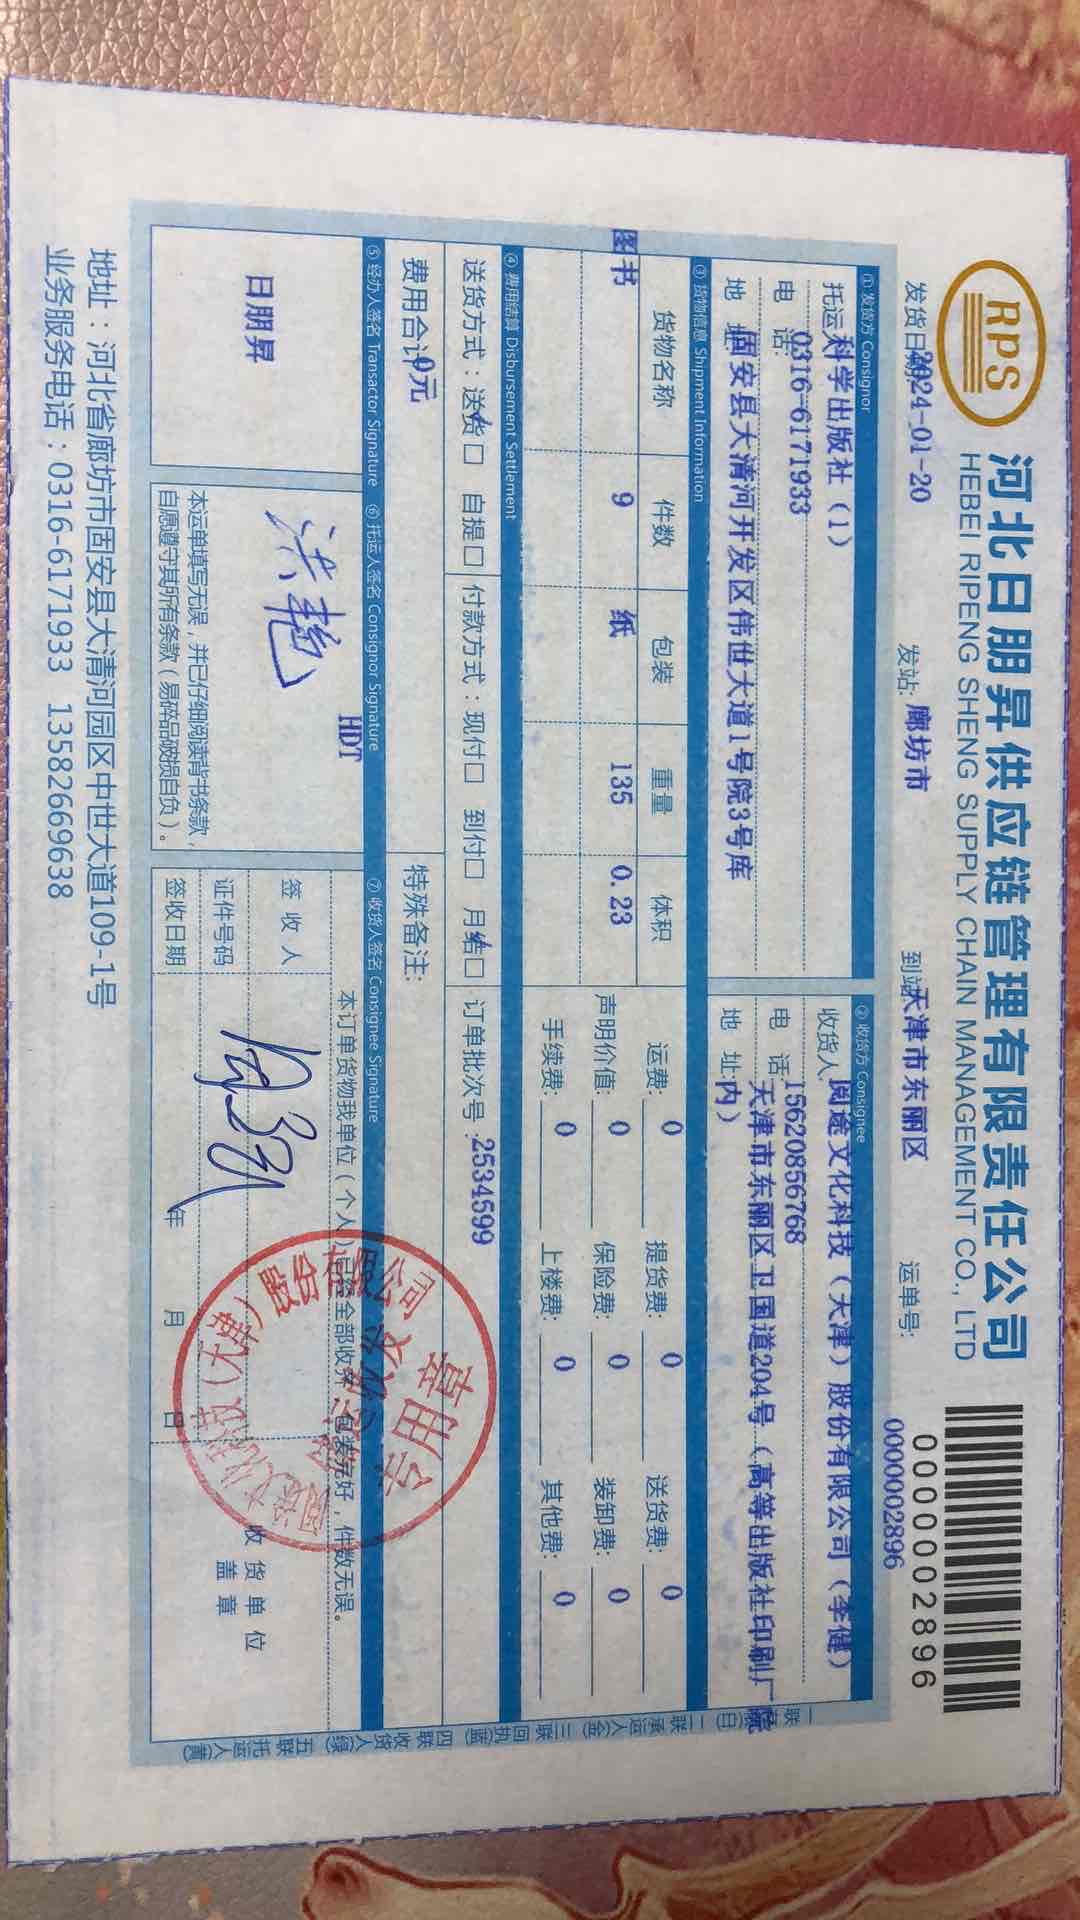 RPS
河北日朋昇供应链管理有限责任公司
HEBEI RIPENG SHENG SUPPLY CHAIN MANAGEMENT CO., LTD
0000002896
发货日期 2024-01-20 发站: 廊坊市 到站 天津市东丽区 运单号: 0000002896
① 发货方 Consignor
托运 科学出版社（1）
电 话: 0316-6171933
地 址 固安县大清河开发区伟世大道1号院3号库
② 收货方 Consignee
收货人 阅途文化科技（天津）股份有限公司（李健）
电 话 15620856768
地 址: 天津市东丽区卫国道204号（高等出版社印刷厂院内）
③ 货物信息 Shipment Information
货物名称 件数 包装 重量 体积
图书 9 纸 135 0.23
运费: 0 提货费: 0 送货费: 0
声明价值: 0 保险费: 0 装卸费: 0
手续费: 0 上楼费: 0 其他费: 0
④ 费用结算 Disbursement Settlement
送货方式：送货□ 自提□ 付款方式：现付□ 到付□ 月结□ 订单批次号: 2534599
费用合计 0元 特殊备注:
HDT
⑤ 经办人签名 Transactor Signature ⑥ 托运人签名 Consignor Signature ⑦ 收货人签名 Consignee Signature
日朋昇
洪艳
本运单填写无误，并已仔细阅读背书条款，
自愿遵守其所有条款（易碎品破损自负）。
本订单货物我单位（个人）已经全部收到，包装完好，件数无误。
签 收 人
证件号码
签收日期 年 月 日
收 货 单 位
盖 章
股份有限公司
专用章
一联 (白) 二联承运人(金) 三联回执(蓝) 四联收货人(绿) 五联托运人(黄)
地址：河北省廊坊市固安县大清河园区中世大道109-1号
业务服务电话：0316-6171933 13582669638